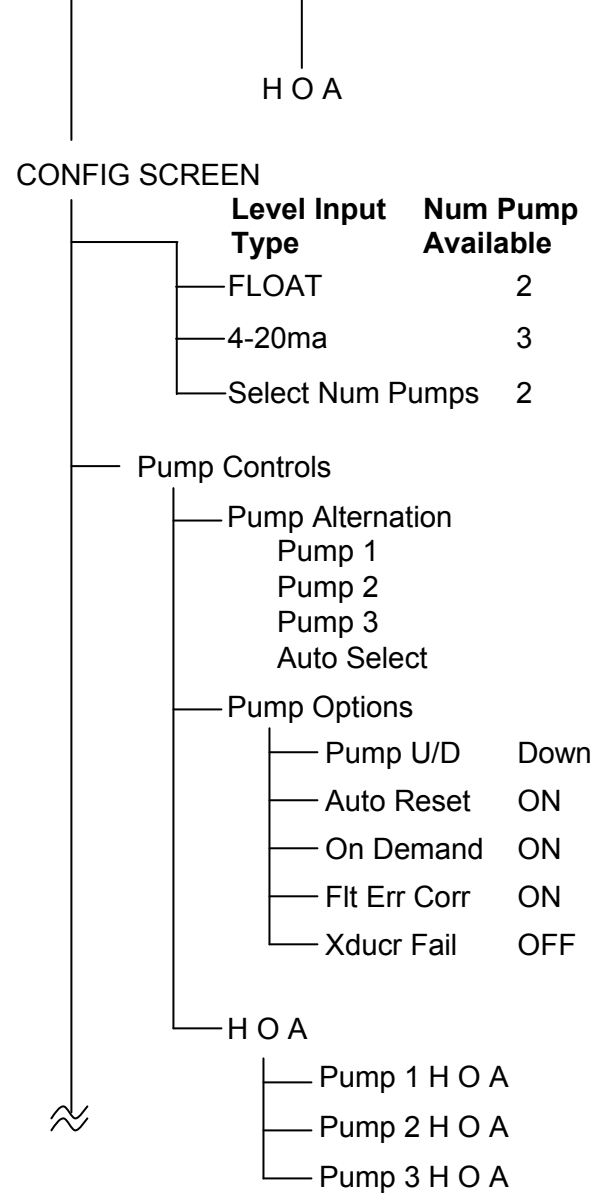 H O A
CONFIG SCREEN
Level Input Num Pump
Type Available
FLOAT 2
4-20ma 3
Select Num Pumps 2
Pump Controls
Pump Alternation
Pump 1
Pump 2
Pump 3
Auto Select
Pump Options
Pump U/D Down
Auto Reset ON
On Demand ON
Flt Err Corr ON
Xducr Fail OFF
H O A
Pump 1 H O A
Pump 2 H O A
Pump 3 H O A